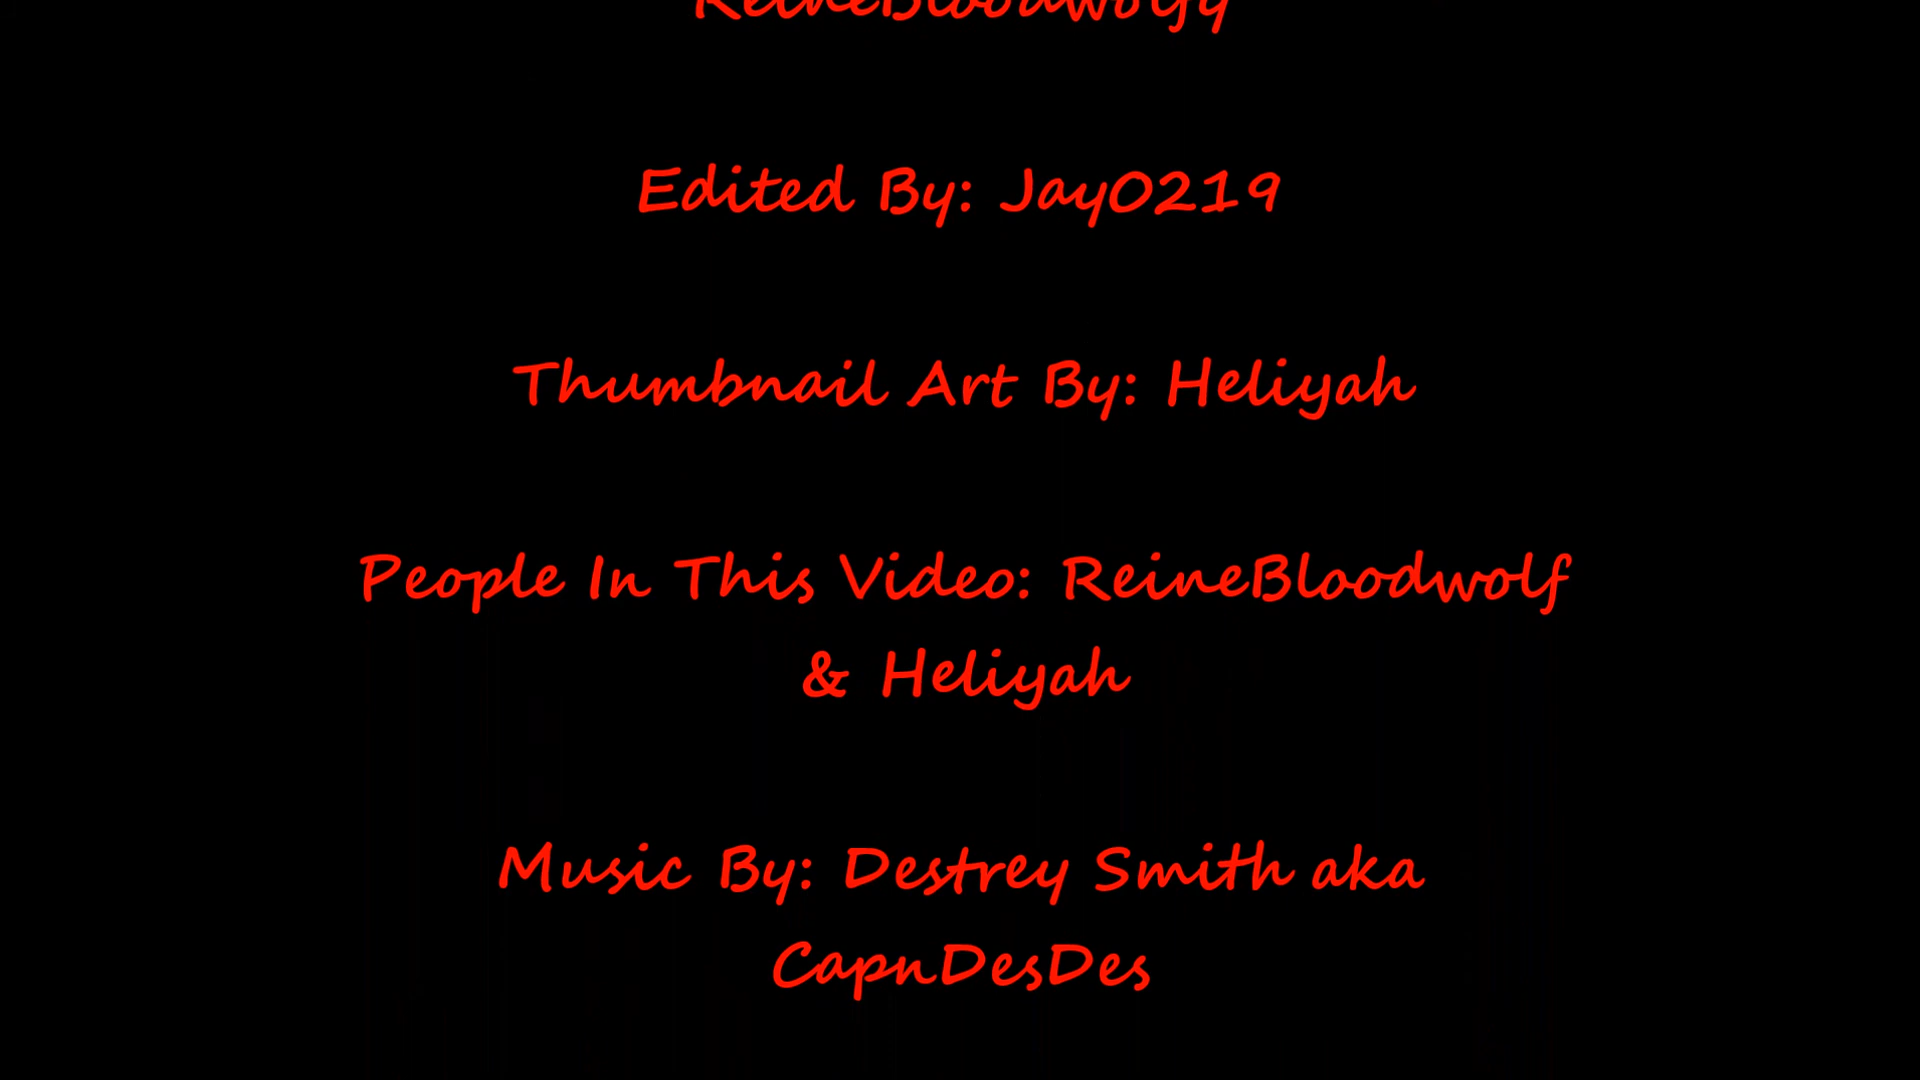 Edited By: Jay0219
Thumbnail Art By: Heliyah
People In This Video: ReineBloodwolf
& Heliyah
Music By: Destrey Smith aka
CapnDesDes